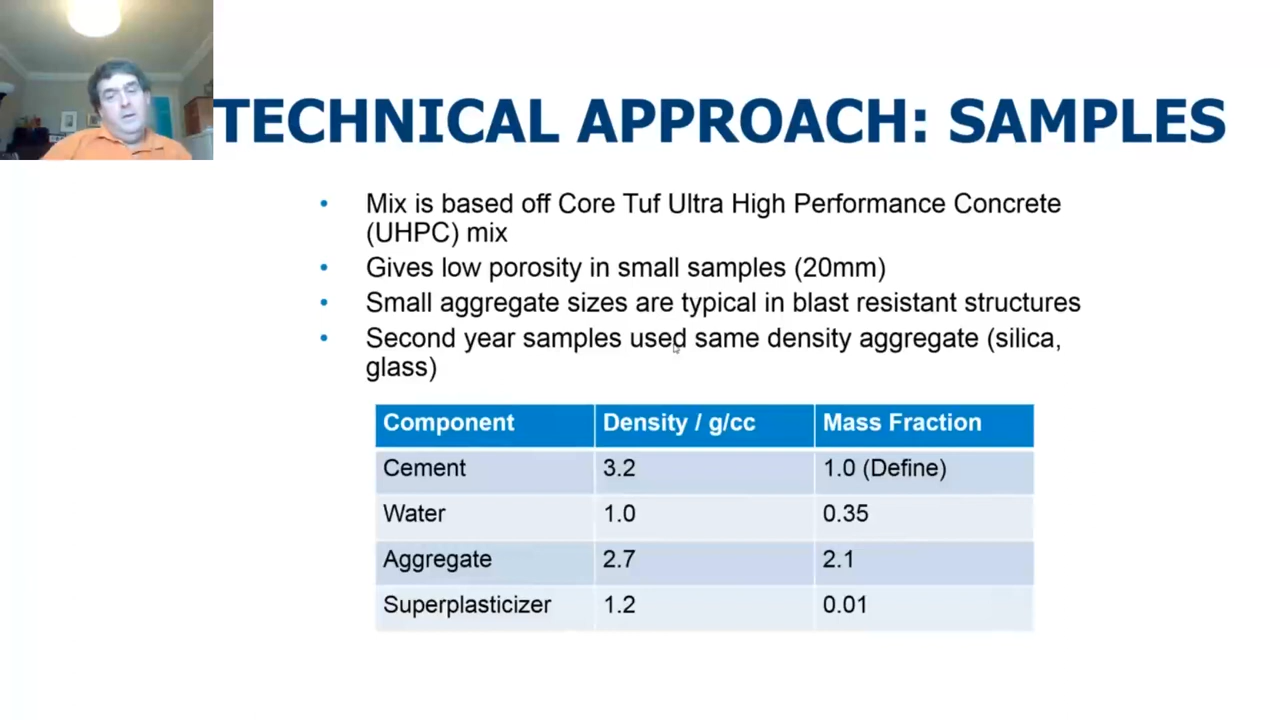 TECHNICAL APPROACH: SAMPLES
• Mix is based off Core Tuf Ultra High Performance Concrete
(UHPC) mix
• Gives low porosity in small samples (20mm)
• Small aggregate sizes are typical in blast resistant structures
• Second year samples used same density aggregate (silica,
glass)
Component Density / g/cc Mass Fraction
Cement 3.2 1.0 (Define)
Water 1.0 0.35
Aggregate 2.7 2.1
Superplasticizer 1.2 0.01